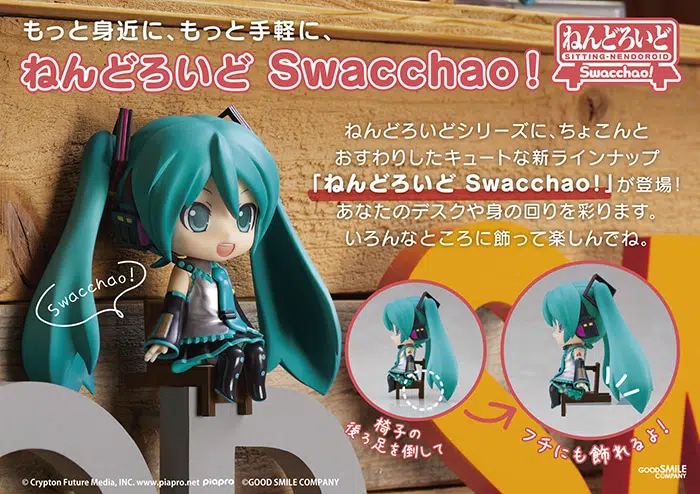 もっと身近に、もっと手軽に、
ねんどろいど Swacchao!
ねんどろいど
SITTING-NENDOROID
Swacchao!
ねんどろいどシリーズに、ちょこんと
おすわりしたキュートな新ラインナップ
「ねんどろいど Swacchao!」が登場!
あなたのデスクや身の回りを彩ります。
いろんなところに飾って楽しんでね。
Swacchao!
椅子の
後ろ足を倒して
フチにも飾れるよ!
© Crypton Future Media, INC. www.piapro.net piapro ©GOOD SMILE COMPANY
GOOD SMILE
COMPANY